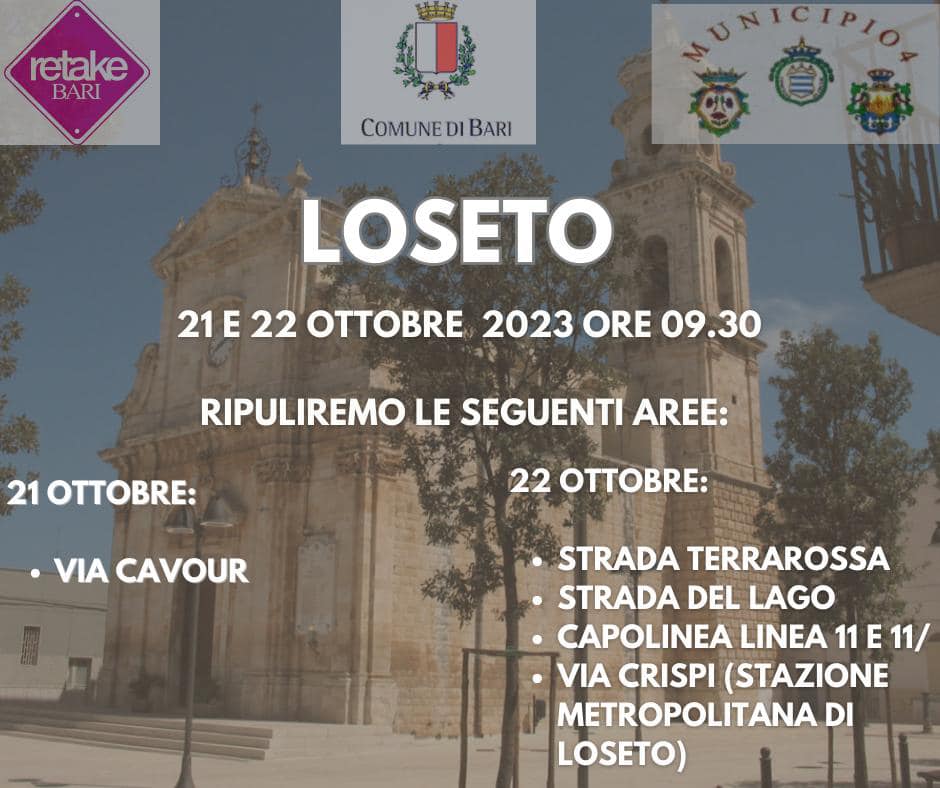 retake
BARI
COMUNE DI BARI
MUNICIPIO 4
LOSETO
21 E 22 OTTOBRE 2023 ORE 09.30
RIPULIREMO LE SEGUENTI AREE:
21 OTTOBRE:
• VIA CAVOUR
22 OTTOBRE:
• STRADA TERRAROSSA
• STRADA DEL LAGO
• CAPOLINEA LINEA 11 E 11/
• VIA CRISPI (STAZIONE
METROPOLITANA DI
LOSETO)